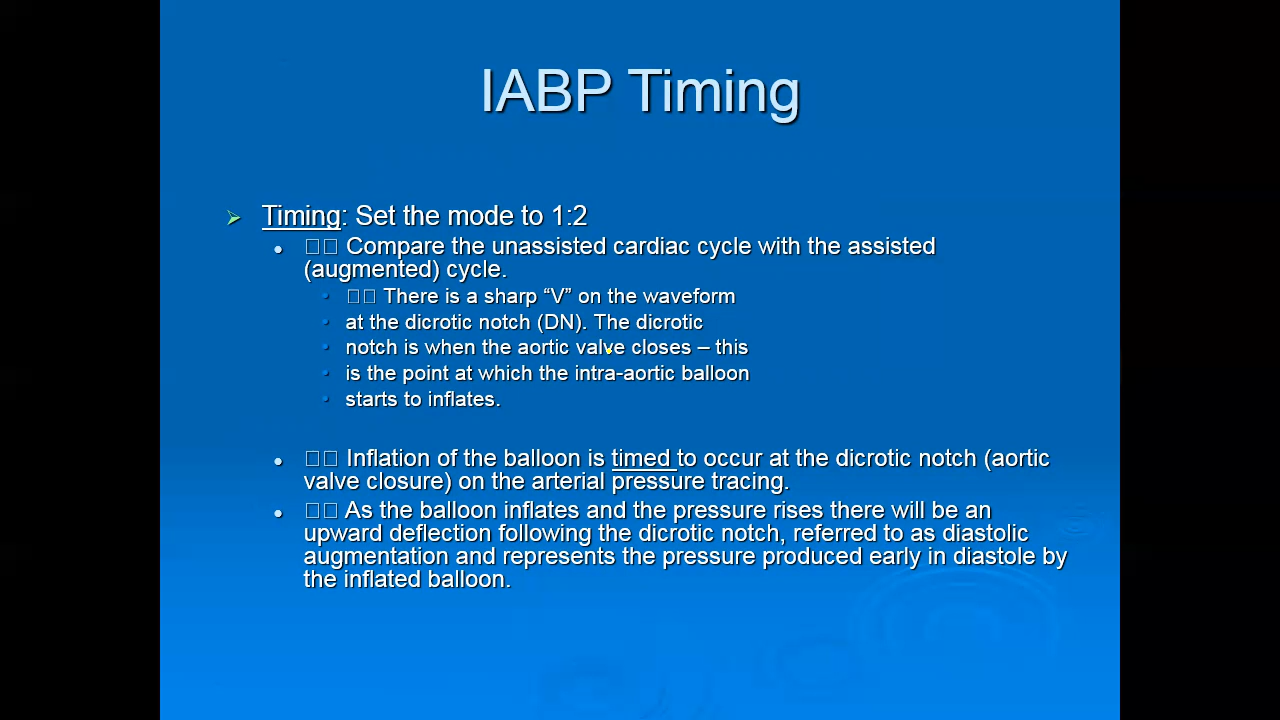 IABP Timing
Timing: Set the mode to 1:2
Compare the unassisted cardiac cycle with the assisted
(augmented) cycle.
There is a sharp “V” on the waveform
at the dicrotic notch (DN). The dicrotic
notch is when the aortic valve closes – this
is the point at which the intra-aortic balloon
starts to inflates.
Inflation of the balloon is timed to occur at the dicrotic notch (aortic
valve closure) on the arterial pressure tracing.
As the balloon inflates and the pressure rises there will be an
upward deflection following the dicrotic notch, referred to as diastolic
augmentation and represents the pressure produced early in diastole by
the inflated balloon.